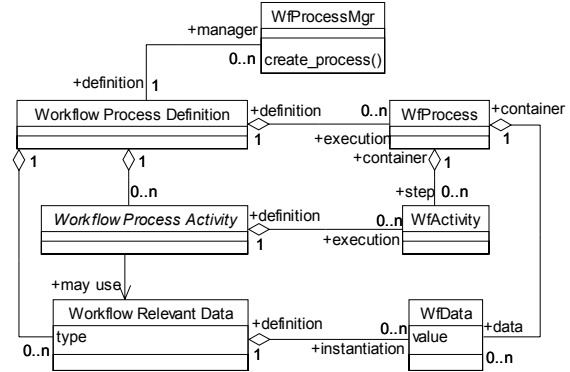 WfProcessMgr
+manager
0..n
create_process()
+definition
1
Workflow Process Definition
+definition
1
0..n
+execution
WfProcess
+container
1
1
1
+container
1
0..n
+step
0..n
Workflow Process Activity
+definition
1
0..n
+execution
WfActivity
+may use
Workflow Relevant Data
type
0..n
+definition
1
0..n
+instantiation
WfData
value
+data
0..n